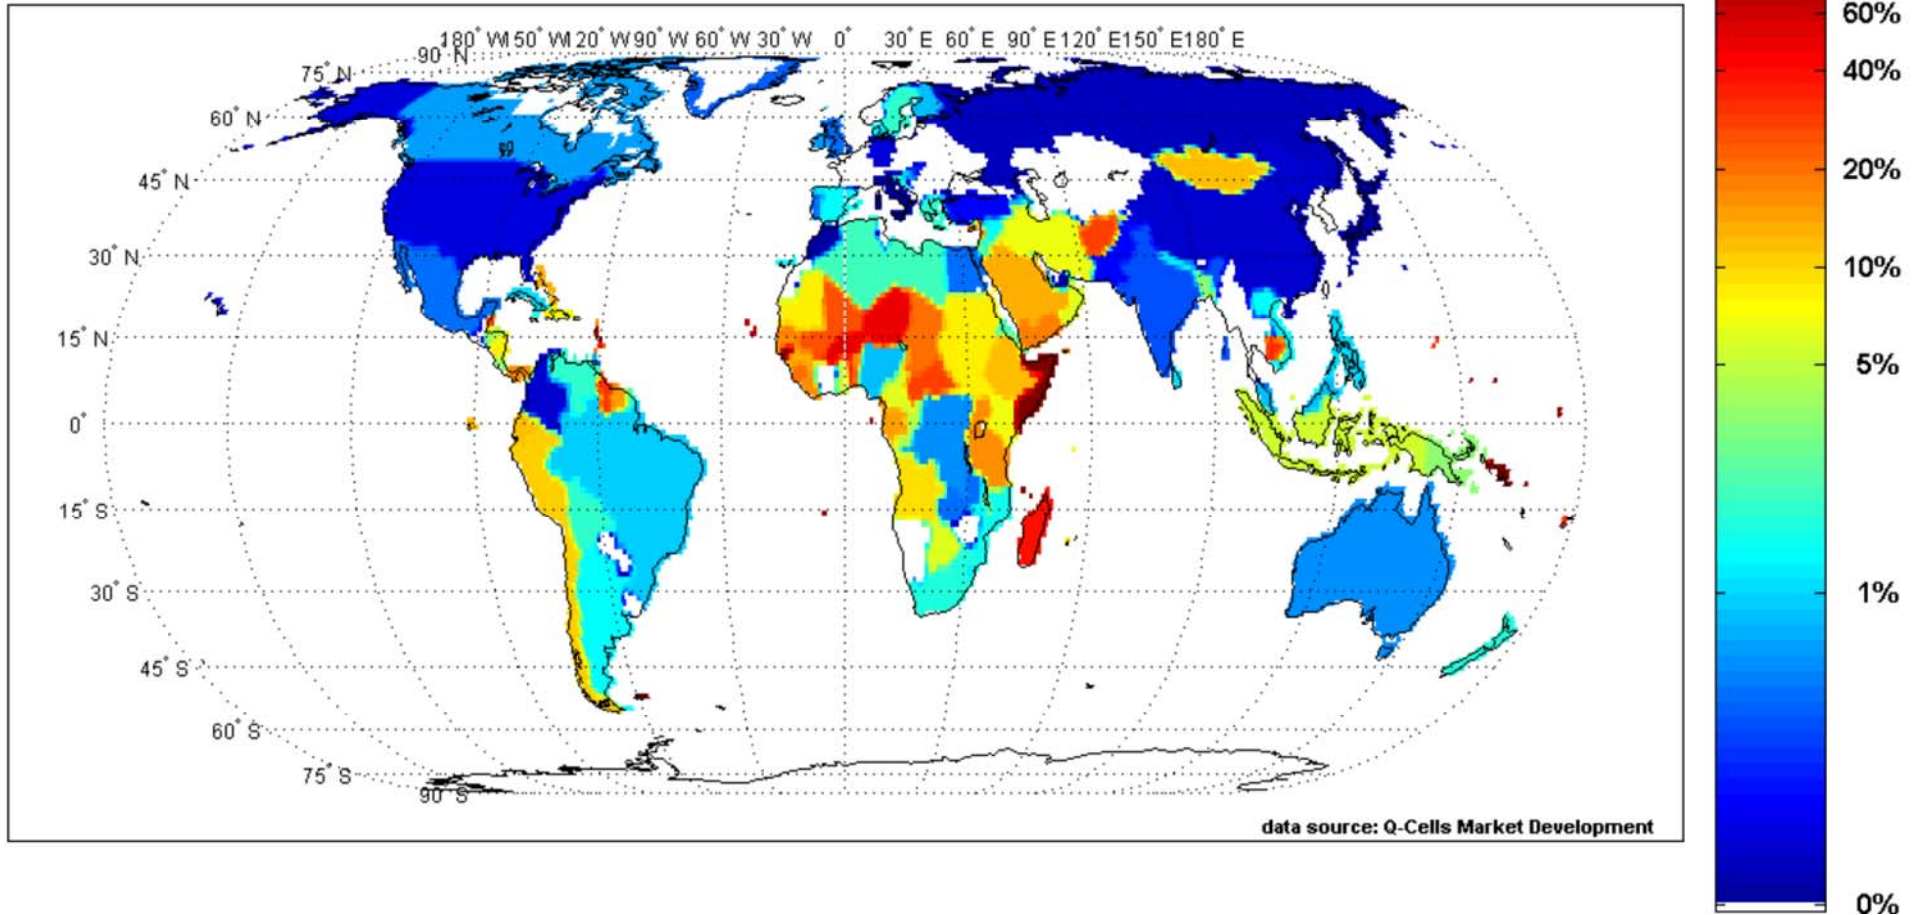 180° W150° W120° W90° W 60° W 30° W 0° 30° E 60° E 90° E120° E150° E180° E
90° N
75° N
60° N
45° N
30° N
15° N
0°
15° S
30° S
45° S
60° S
75° S
90° S
data source: Q-Cells Market Development
60%
40%
20%
10%
5%
1%
0%